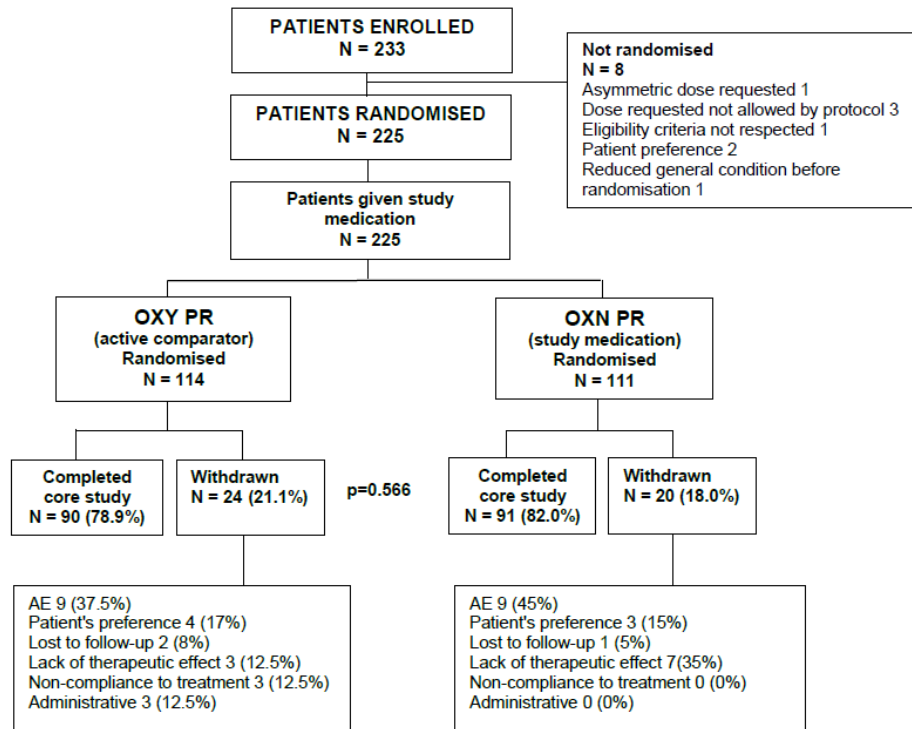 PATIENTS ENROLLED
N = 233
Not randomised
N = 8
Asymmetric dose requested 1
Dose requested not allowed by protocol 3
Eligibility criteria not respected 1
Patient preference 2
Reduced general condition before
randomisation 1
PATIENTS RANDOMISED
N = 225
Patients given study
medication
N = 225
OXY PR
(active comparator)
Randomised
N = 114
OXN PR
(study medication)
Randomised
N = 111
Completed
core study
N = 90 (78.9%)
Withdrawn
N = 24 (21.1%)
p=0.566
Completed
core study
N = 91 (82.0%)
Withdrawn
N = 20 (18.0%)
AE 9 (37.5%)
Patient's preference 4 (17%)
Lost to follow-up 2 (8%)
Lack of therapeutic effect 3 (12.5%)
Non-compliance to treatment 3 (12.5%)
Administrative 3 (12.5%)
AE 9 (45%)
Patient's preference 3 (15%)
Lost to follow-up 1 (5%)
Lack of therapeutic effect 7(35%)
Non-compliance to treatment 0 (0%)
Administrative 0 (0%)